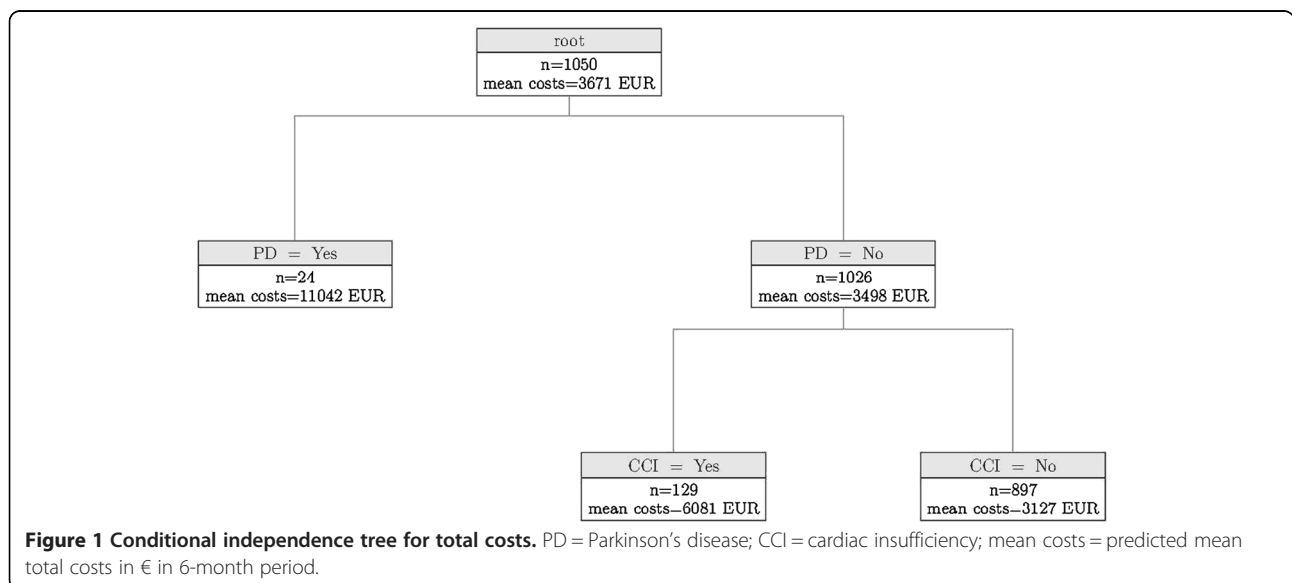 root
n=1050
mean costs=3671 EUR
PD = Yes
n=24
mean costs=11042 EUR
PD = No
n=1026
mean costs=3498 EUR
CCI = Yes
n=129
mean costs=6081 EUR
CCI = No
n=897
mean costs=3127 EUR
Figure 1 Conditional independence tree for total costs. PD = Parkinson's disease; CCI = cardiac insufficiency; mean costs = predicted mean
total costs in € in 6-month period.